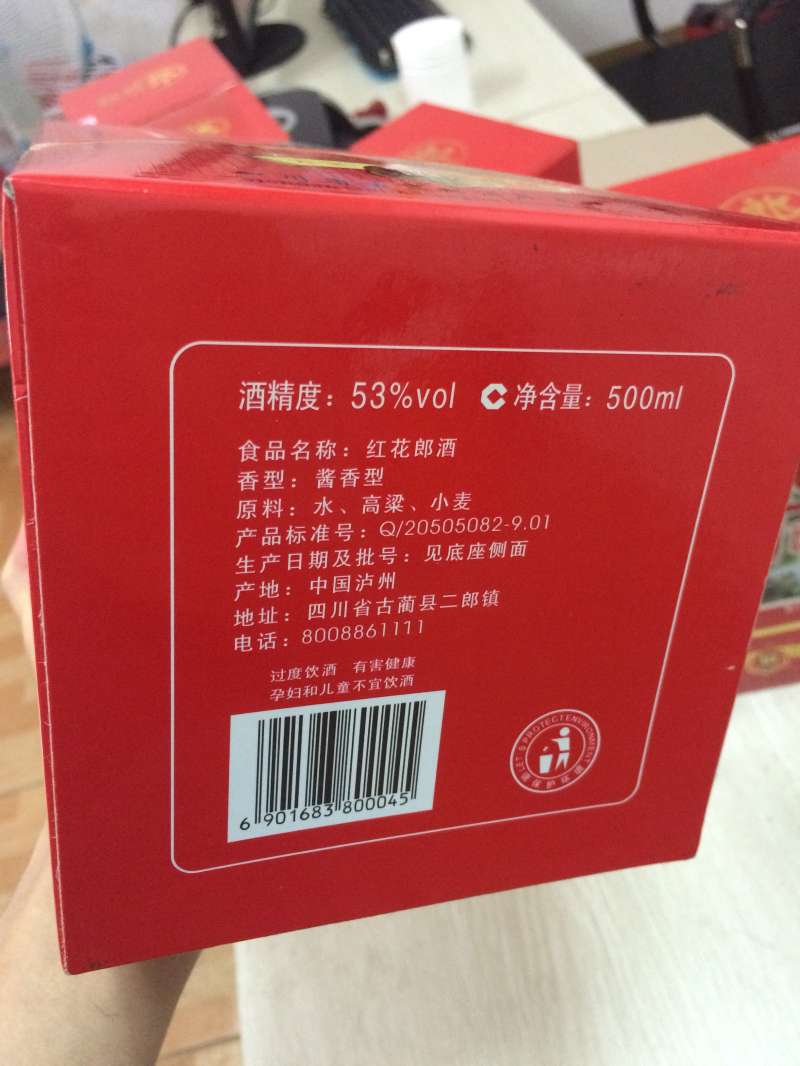 酒精度：53%vol C 净含量：500ml
食品名称：红花郎酒
香型：酱香型
原料：水、高粱、小麦
产品标准号：Q/20505082-9.01
生产日期及批号：见底座侧面
产地：中国泸州
地址：四川省古蔺县二郎镇
电话：8008861111
过度饮酒 有害健康
孕妇和儿童不宜饮酒
6 901683 800045
LET'S PROTECT ENVIRONMENT